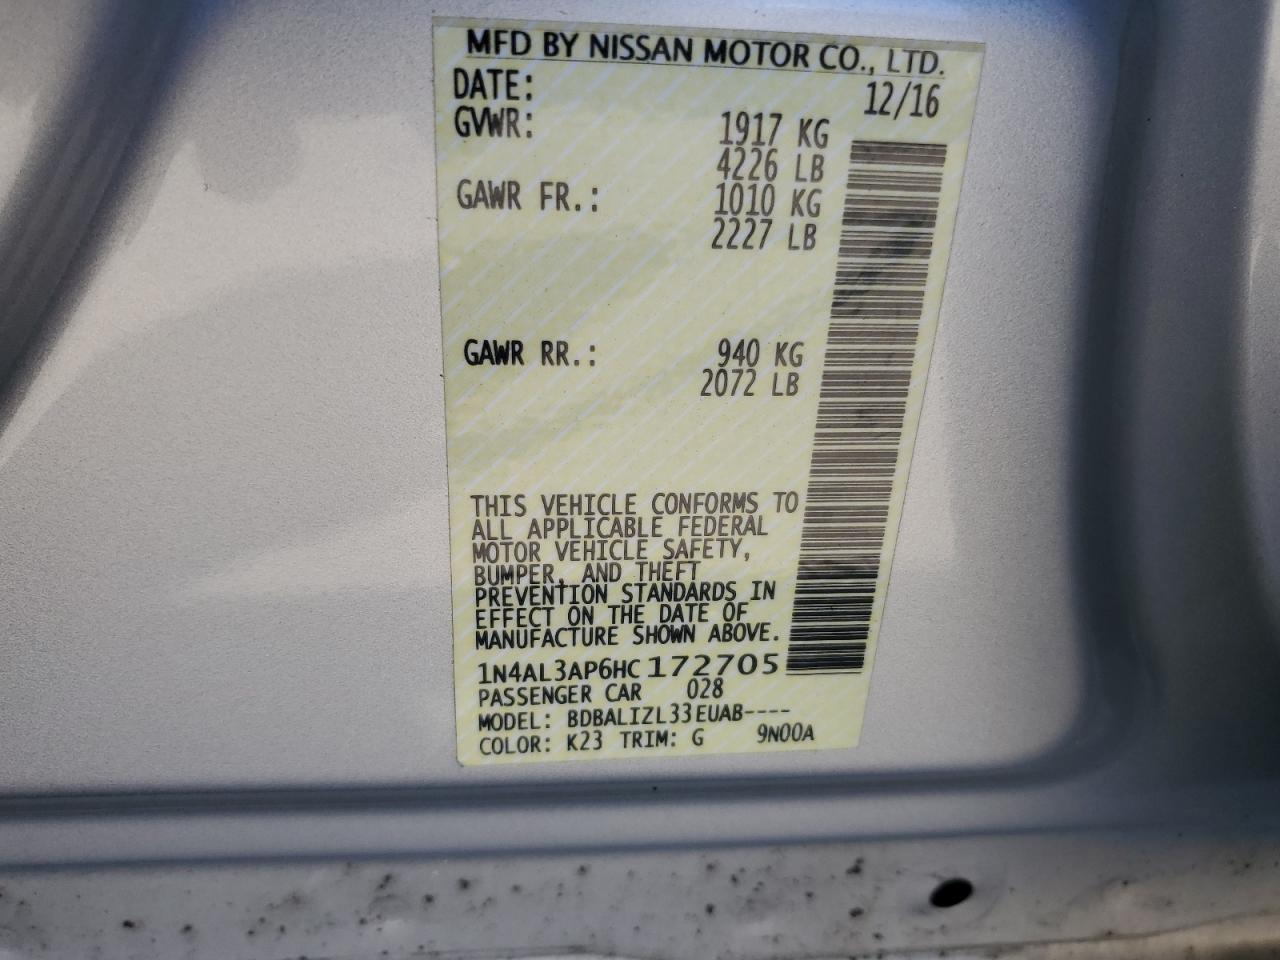 MFD BY NISSAN MOTOR CO., LTD.
DATE: 12/16
GVWR: 1917 KG
4226 LB
GAWR FR.: 1010 KG
2227 LB
GAWR RR.: 940 KG
2072 LB
THIS VEHICLE CONFORMS TO
ALL APPLICABLE FEDERAL
MOTOR VEHICLE SAFETY,
BUMPER, AND THEFT
PREVENTION STANDARDS IN
EFFECT ON THE DATE OF
MANUFACTURE SHOWN ABOVE.
1N4AL3AP6HC172705
PASSENGER CAR 028
MODEL: BDBALIZL33EUAB----
COLOR: K23 TRIM: G 9N00A